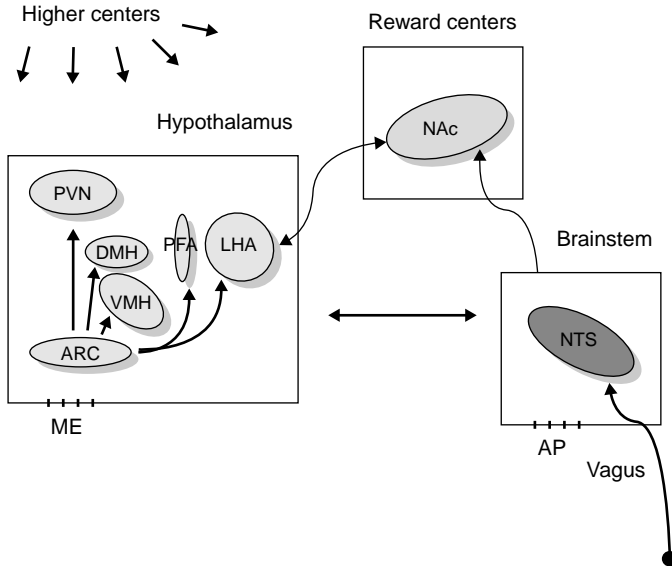 Higher centers
Reward centers
NAc
Hypothalamus
PVN
DMH
PFA
LHA
VMH
ARC
ME
Brainstem
NTS
AP
Vagus